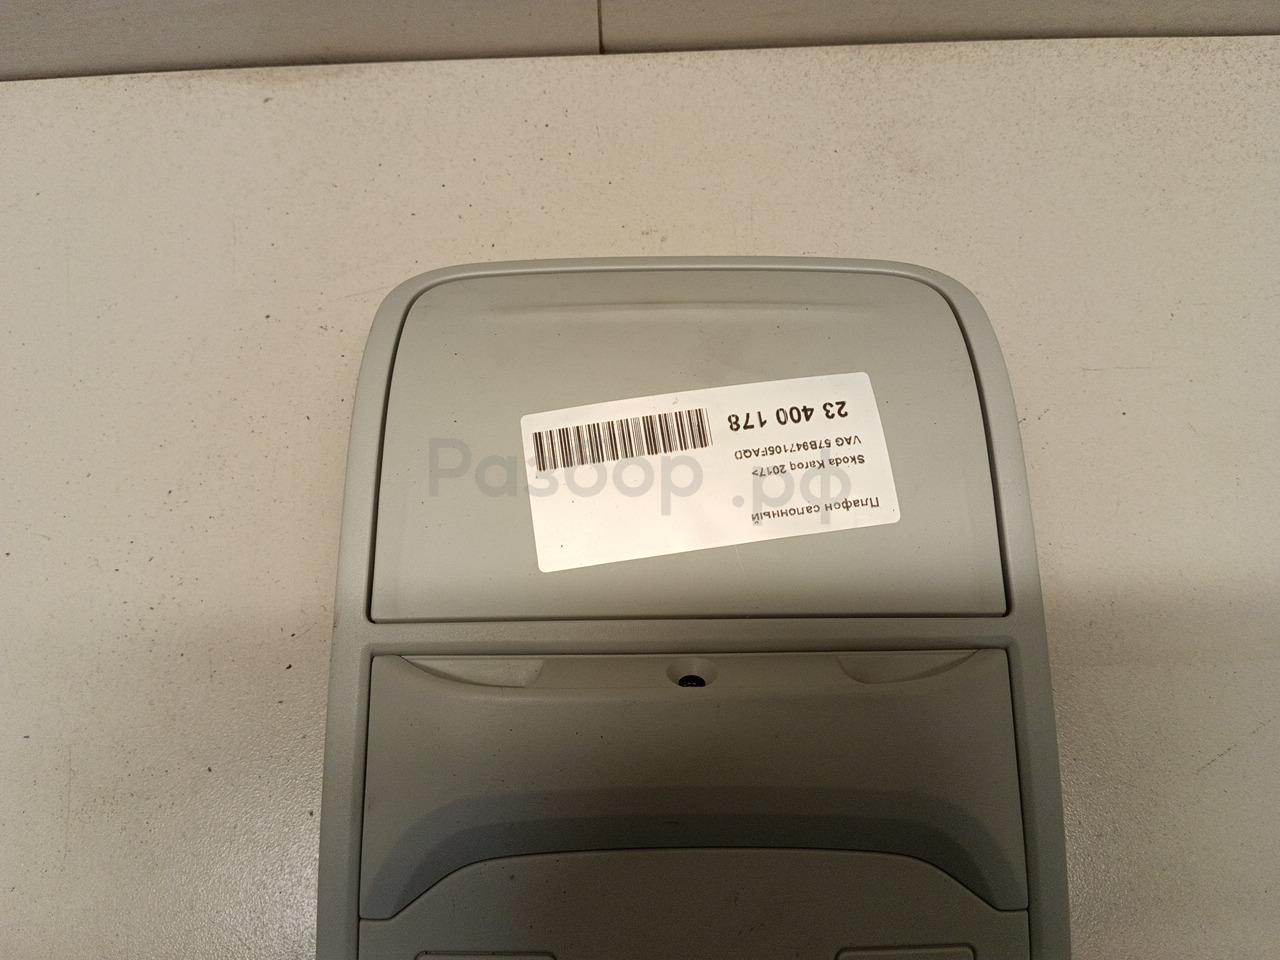 Плафон салонный
Skoda Karoq 2017>
VAG 57B947105FAQD
23 400 178
Разбор.рф